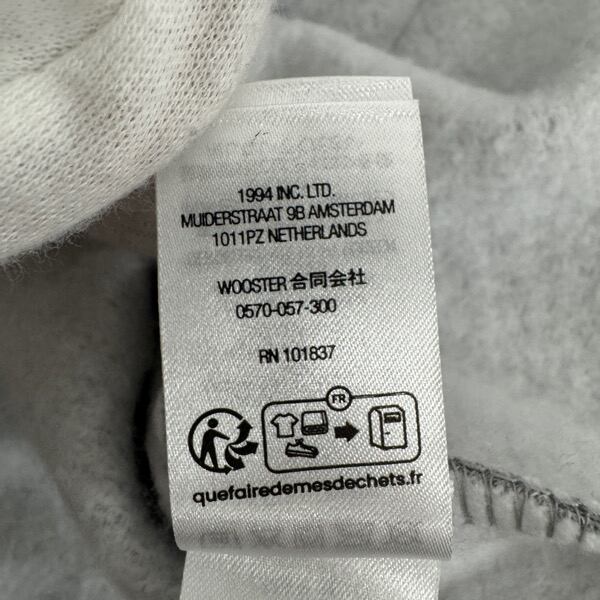 1994 INC. LTD.
MUIDERSTRAAT 9B AMSTERDAM
1011PZ NETHERLANDS
WOOSTER 合同会社
0570-057-300
RN 101837
FR
quefairedemesdechets.fr